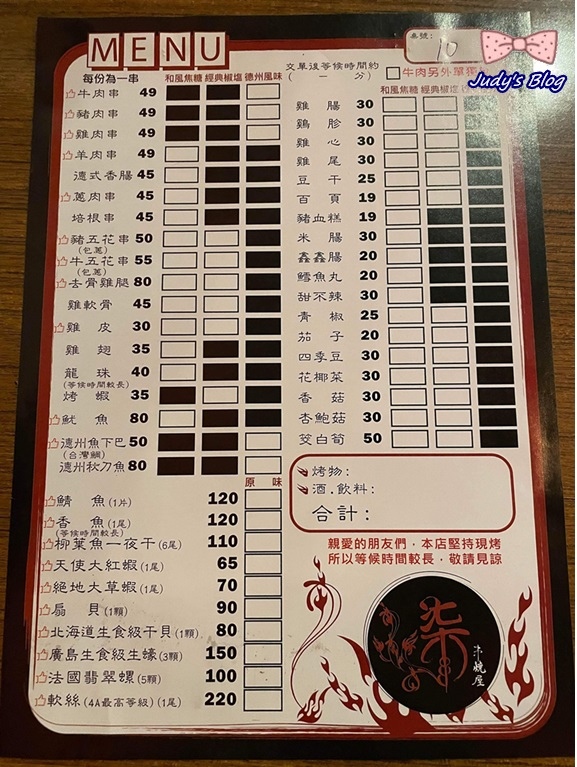 MENU
每份為一串
和風焦糖 經典椒塩 德州風味
牛肉串 49
豬肉串 49
雞肉串 49
羊肉串 49
德式香腸 45
蔥肉串 45
培根串 45
豬五花串 50
(包蔥)
牛五花串 55
(包蔥)
去骨雞腿 80
雞軟骨 45
雞皮 30
雞翅 35
龍珠 40
(等候時間較長)
烤蝦 35
魷魚 80
德州魚下巴 50
(台灣鯛)
德州秋刀魚 80
原味
鯖魚 (1片) 120
香魚 (1尾) 120
(等候時間較長)
柳葉魚一夜干 (6尾) 110
天使大紅蝦 (1尾) 65
絕地大草蝦 (1尾) 70
扇貝 (1顆) 90
北海道生食級干貝 (1顆) 80
廣島生食級生蠔 (3顆) 150
法國翡翠螺 (5顆) 100
軟絲 (4A最高等級) (1尾) 220
桌號: 10
Judy's Blog
交單後等候時間約
( 一 分)
牛肉另外單獨
和風焦糖 經典椒塩
雞腸 30
雞胗 30
雞心 30
雞尾 30
豆干 25
百頁 19
豬血糕 19
米腸 30
鑫鑫腸 20
鱈魚丸 20
甜不辣 30
青椒 25
茄子 20
四季豆 30
花椰菜 30
香菇 30
杏鮑菇 30
茭白筍 50
烤物:
酒.飲料:
合計:
親愛的朋友們，本店堅持現烤
所以等候時間較長，敬請見諒
柒
串燒屋